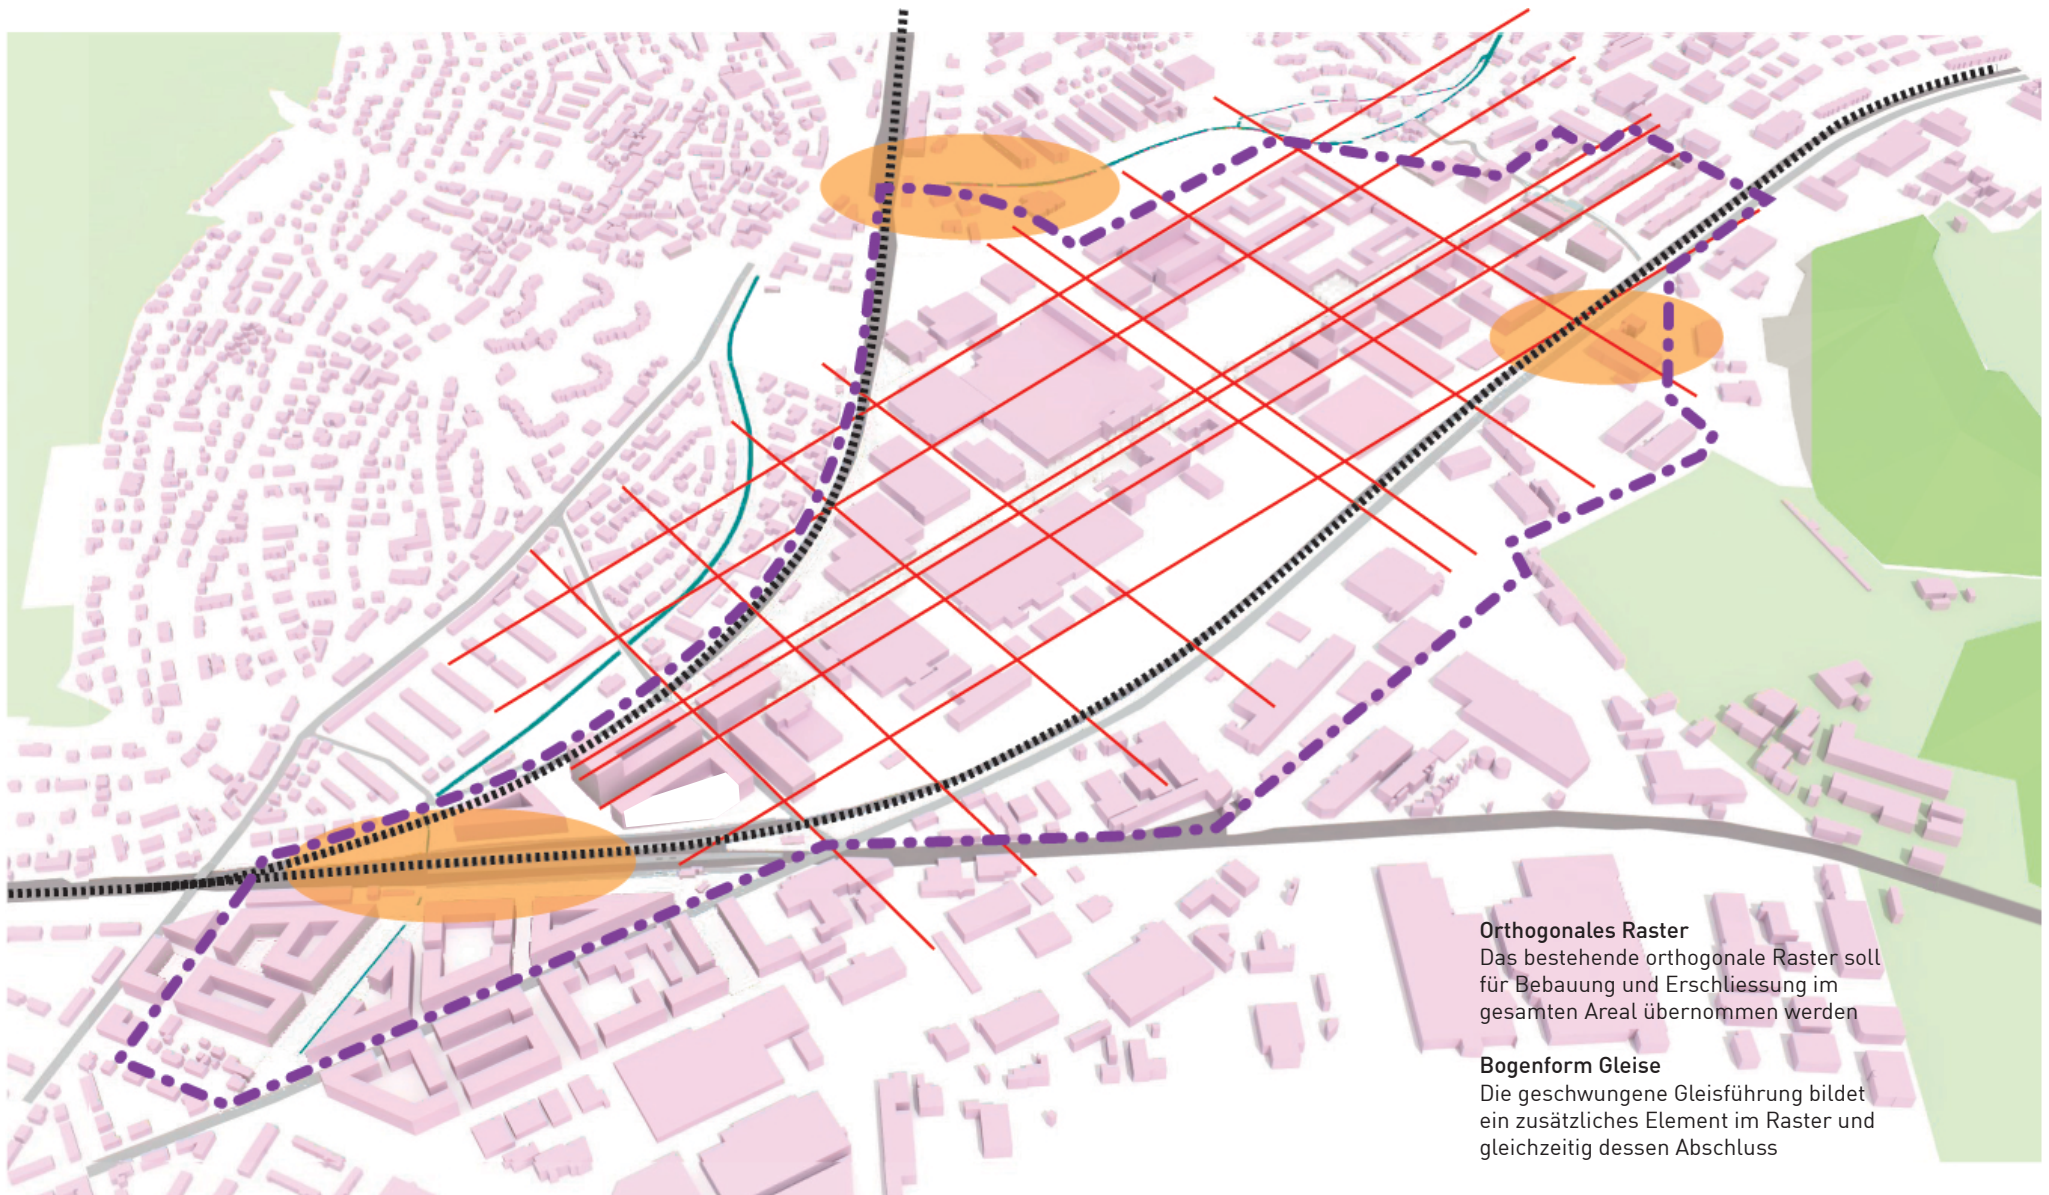 Orthogonales Raster
Das bestehende orthogonale Raster soll
für Bebauung und Erschliessung im
gesamten Areal übernommen werden
Bogenform Gleise
Die geschwungene Gleisführung bildet
ein zusätzliches Element im Raster und
gleichzeitig dessen Abschluss